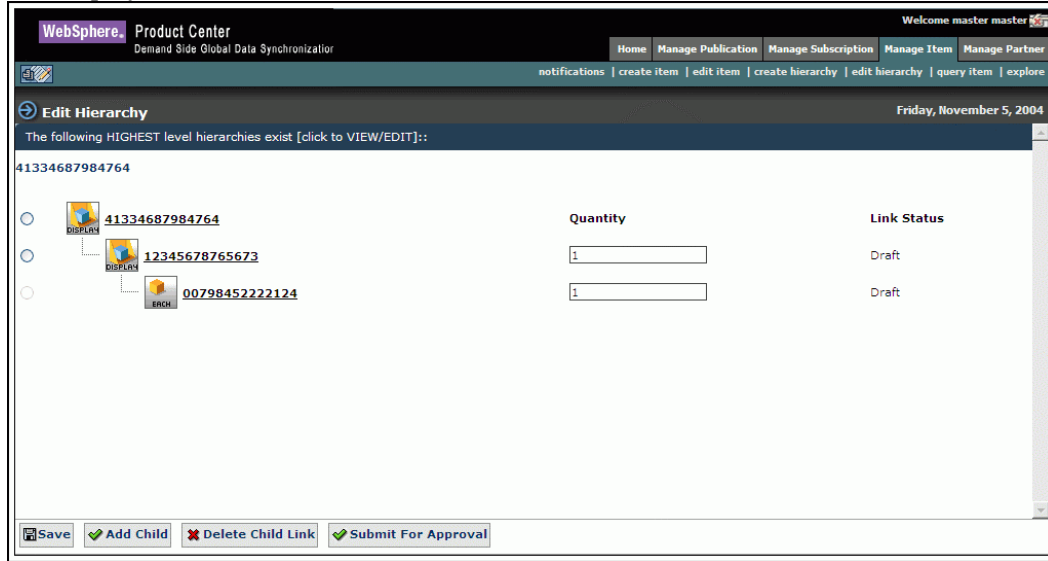 Welcome master master
WebSphere. Product Center
Demand Side Global Data Synchronization
Home Manage Publication Manage Subscription Manage Item Manage Partner
notifications | create item | edit item | create hierarchy | edit hierarchy | query item | explore
Edit Hierarchy Friday, November 5, 2004
The following HIGHEST level hierarchies exist [click to VIEW/EDIT]::
41334687984764
DISPLAY 41334687984764 Quantity Link Status
DISPLAY 12345678765673 1 Draft
EACH 00798452222124 1 Draft
Save Add Child Delete Child Link Submit For Approval